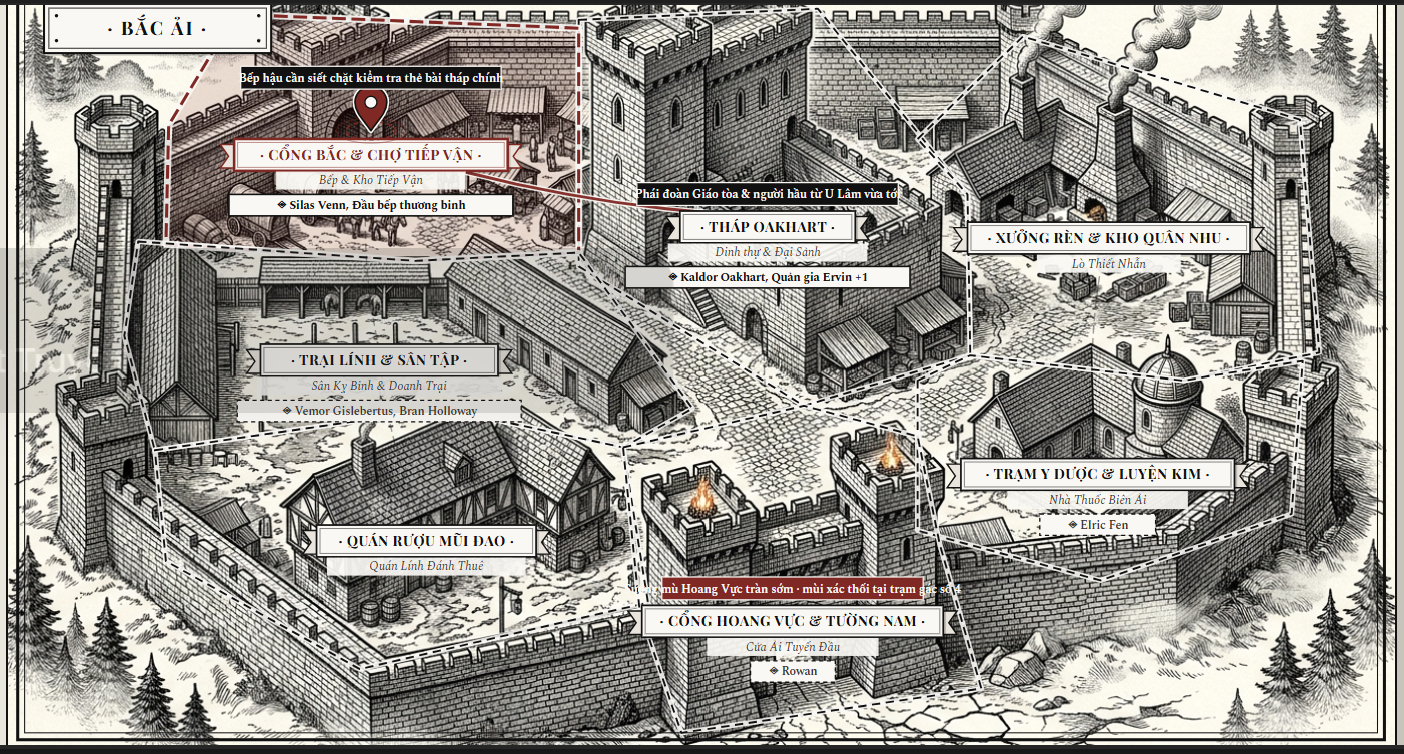 · BẮC ẢI ·
Bếp hậu cần siết chặt kiểm tra thẻ bài tháp chính
· CỔNG BẮC & CHỢ TIẾP VẬN ·
Bếp & Kho Tiếp Vận
◈ Silas Venn, Đầu bếp thương binh
Phái đoàn Giáo tòa & người hầu từ U Lâm vừa tới
· THÁP OAKHART ·
Dinh thự & Đại Sảnh
◈ Kaldor Oakhart, Quản gia Ervin +1
· XƯỞNG RÈN & KHO QUÂN NHU ·
Lò Thiết Nhẫn
· TRẠI LÍNH & SÂN TẬP ·
Sân Kỵ Binh & Doanh Trại
◈ Vemor Gislebertus, Bran Holloway
· TRẠM Y DƯỢC & LUYỆN KIM ·
Nhà Thuốc Biên Ải
◈ Elric Fen
· QUÁN RƯỢU MŨI ĐAO ·
Quán Lính Đánh Thuê
mù Hoang Vực tràn sớm · mùi xác thối tại trạm gác số 4
· CỔNG HOANG VỰC & TƯỜNG NAM ·
Cửa Ải Tuyến Đầu
◈ Rowan